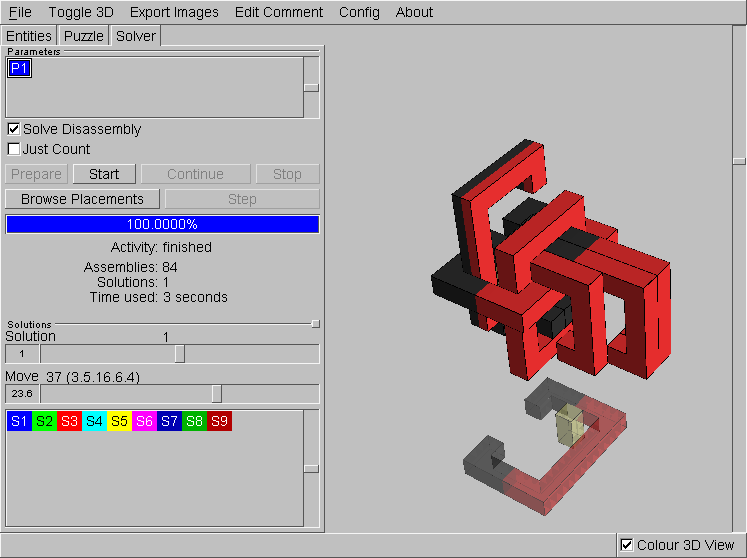 File Toggle 3D Export Images Edit Comment Config About
Entities Puzzle Solver
Parameters
P1
Solve Disassembly
Just Count
Prepare Start Continue Stop
Browse Placements Step
100.0000%
Activity: finished
Assemblies: 84
Solutions: 1
Time used: 3 seconds
Solutions
Solution 1
1
Move 37 (3.5.16.6.4)
23.6
S1 S2 S3 S4 S5 S6 S7 S8 S9
Colour 3D View